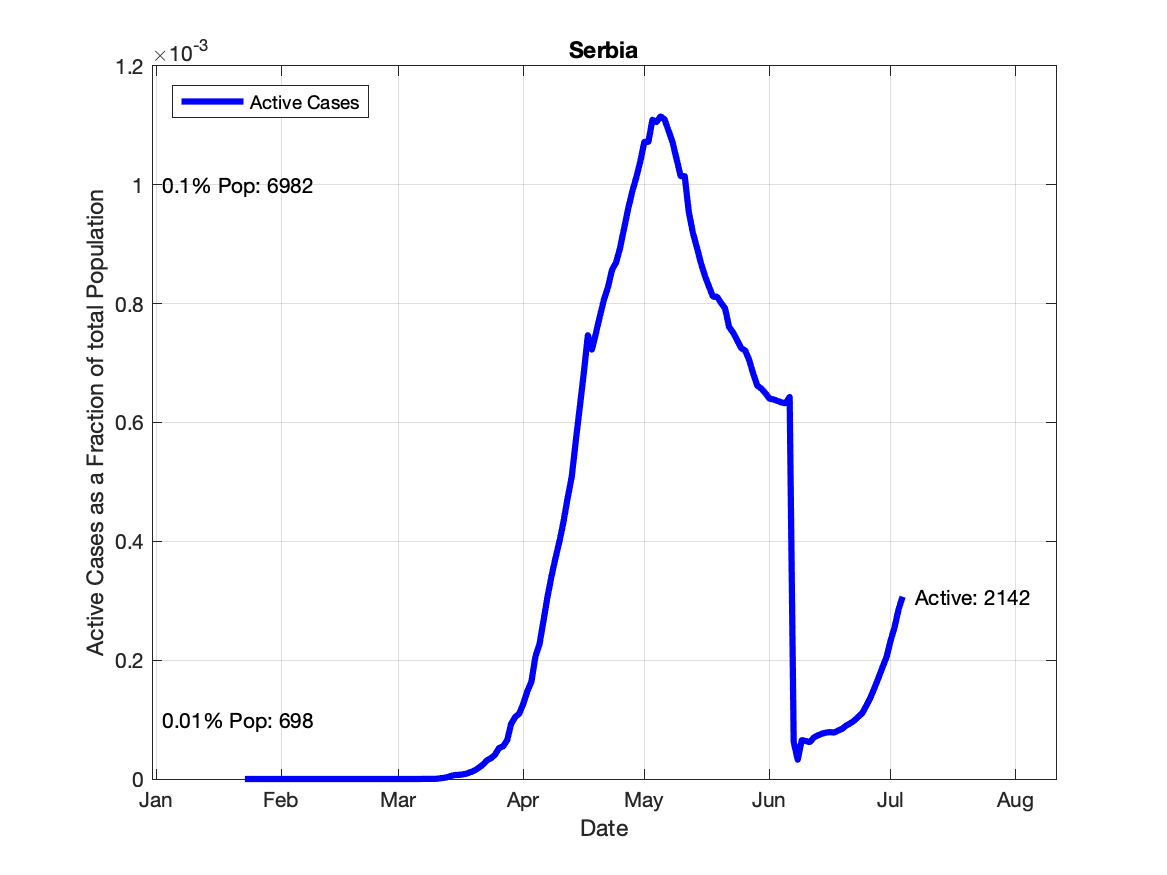 Serbia
×10-3
1.2
Active Cases
1
0.1% Pop: 6982
0.8
0.6
0.4
Active: 2142
0.2
0.01% Pop: 698
0
Jan Feb Mar Apr May Jun Jul Aug
Date
Active Cases as a Fraction of total Population